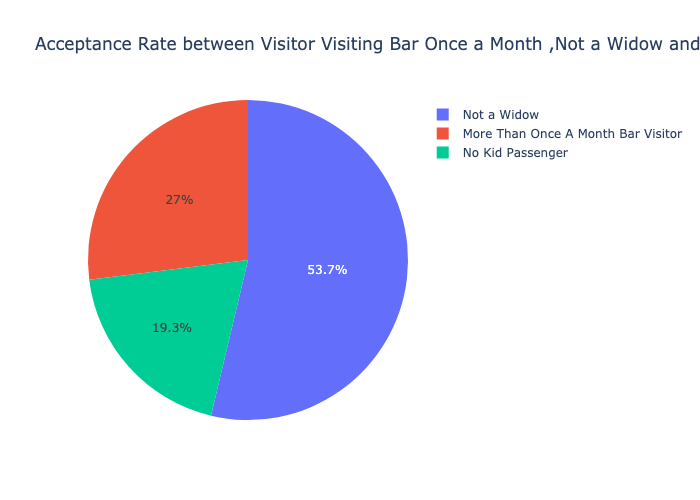 Acceptance Rate between Visitor Visiting Bar Once a Month ,Not a Widow and
Not a Widow
More Than Once A Month Bar Visitor
No Kid Passenger
27%
53.7%
19.3%